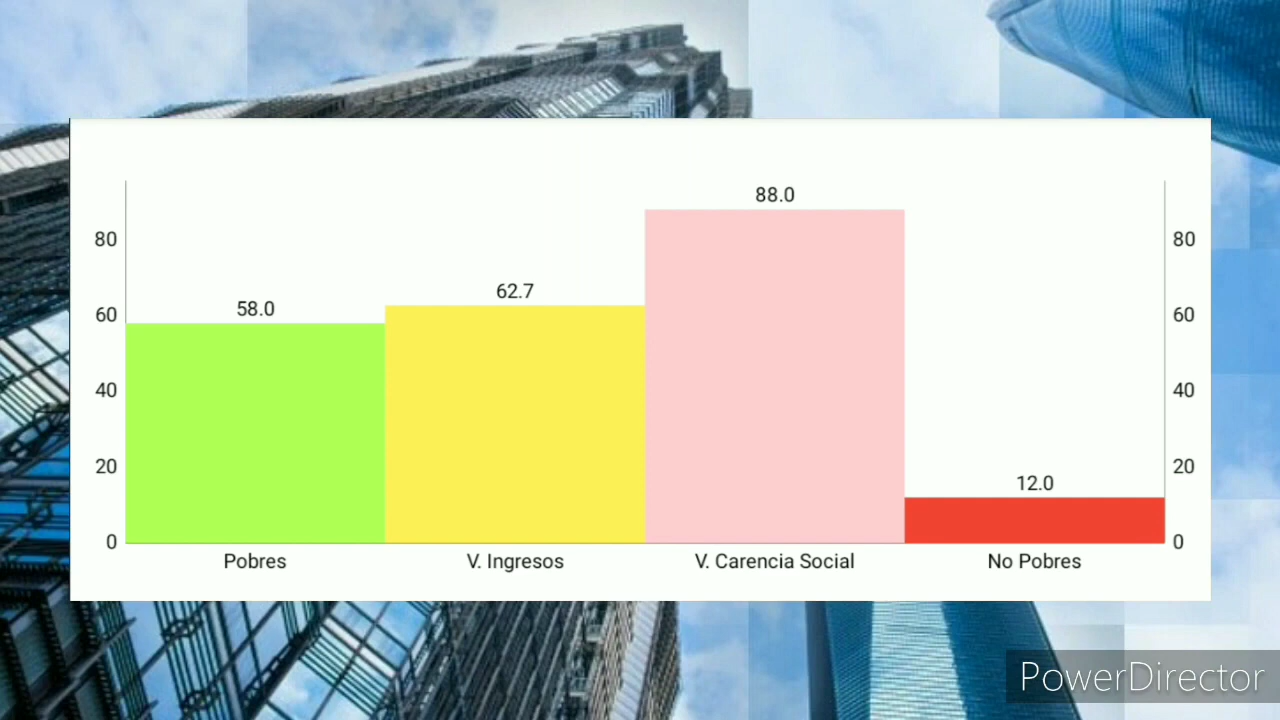 88.0
80
80
62.7
58.0
60
60
40
40
20
12.0
20
0
0
Pobres
V. Ingresos
V. Carencia Social
No Pobres
PowerDirector